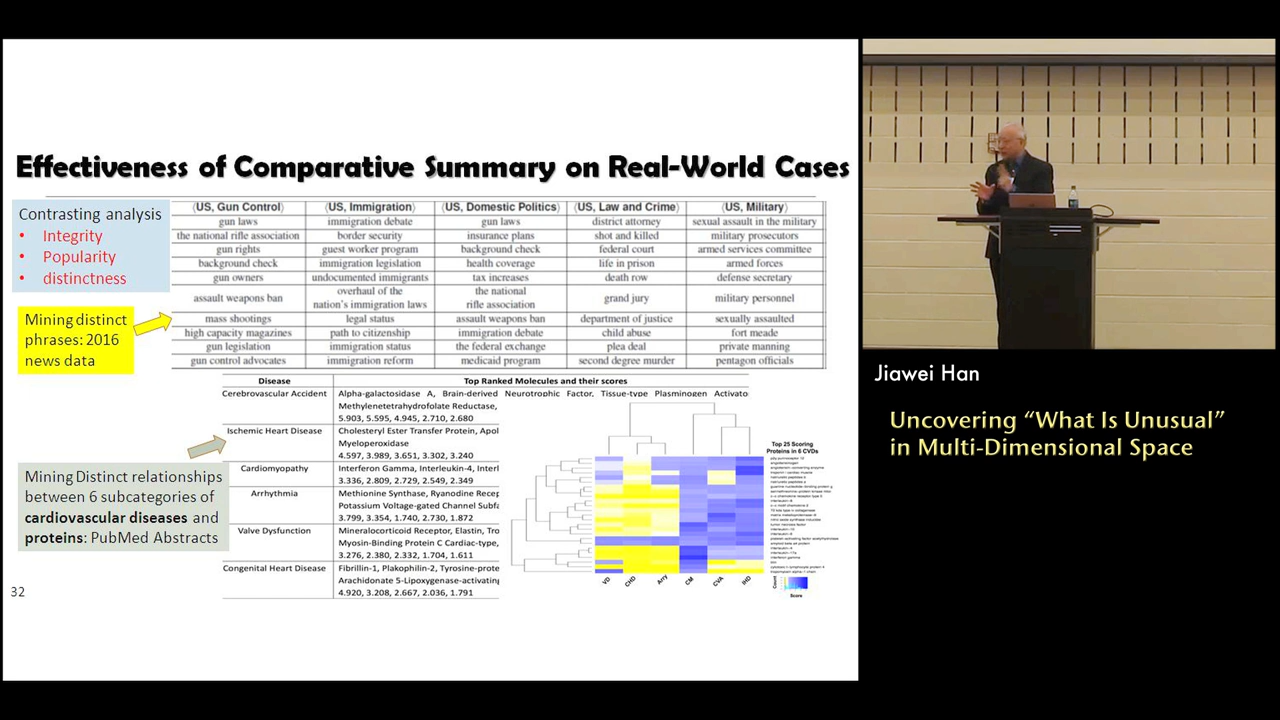 Effectiveness of Comparative Summary on Real-World Cases
Contrasting analysis
• Integrity
• Popularity
• distinctness
Mining distinct
phrases: 2016
news data
⟨US, Gun Control⟩ ⟨US, Immigration⟩ ⟨US, Domestic Politics⟩ ⟨US, Law and Crime⟩ ⟨US, Military⟩
gun laws immigration debate gun laws district attorney sexual assault in the military
the national rifle association border security insurance plans shot and killed military prosecutors
gun rights guest worker program background check federal court armed services committee
background check immigration legislation health coverage life in prison armed forces
gun owners undocumented immigrants tax increases death row defense secretary
assault weapons ban overhaul of the nation's immigration laws the national rifle association grand jury military personnel
mass shootings legal status assault weapons ban department of justice sexually assaulted
high capacity magazines path to citizenship immigration debate child abuse fort meade
gun legislation immigration status the federal exchange plea deal private manning
gun control advocates immigration reform medicaid program second degree murder pentagon officials
Mining Distinct relationships
between subcategories of
cardiovascular diseases and
proteins: PubMed Abstracts
Disease Top Ranked Molecules and their scores
Cerebrovascular Accident Alpha-galactosidase A, Brain-derived Neurotrophic Factor, Tissue-type Plasminogen Activato
Methylenetetrahydrofolate Reductase,
5.903, 5.595, 4.945, 2.710, 2.680
Ischemic Heart Disease Cholesteryl Ester Transfer Protein, Apol
Myeloperoxidase
4.597, 3.989, 3.651, 3.302, 3.240
Cardiomyopathy Interferon Gamma, Interleukin-4, Interl
3.336, 2.809, 2.729, 2.549, 2.349
Arrhythmia Methionine Synthase, Ryanodine Recep
Potassium Voltage-gated Channel Subfa
3.799, 3.354, 1.740, 2.730, 1.872
Valve Dysfunction Mineralcorticoid Receptor, Elastin, Tro
Myosin-Binding Protein C Cardiac-type,
3.276, 2.380, 2.332, 1.704, 1.611
Congenital Heart Disease Fibrillin-1, Plakophilin-2, Tyrosine-prote
Arachidonate 5-Lipoxygenase-activating
4.920, 3.208, 2.667, 2.036, 1.791
Top 25 Scoring
Proteins in 6 CVDs
VD CHD Arry CM CVA IHD
Count
Score
32
Jiawei Han
Uncovering “What Is Unusual”
in Multi-Dimensional Space